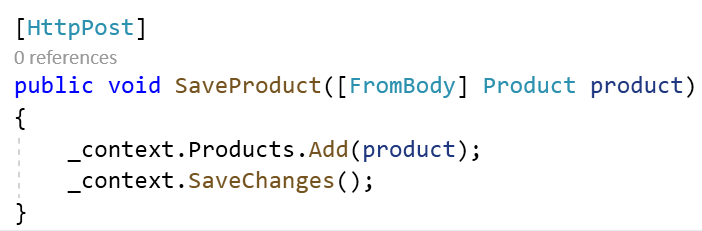 [HttpPost]
0 references
public void SaveProduct([FromBody] Product product)
{
    _context.Products.Add(product);
    _context.SaveChanges();
}